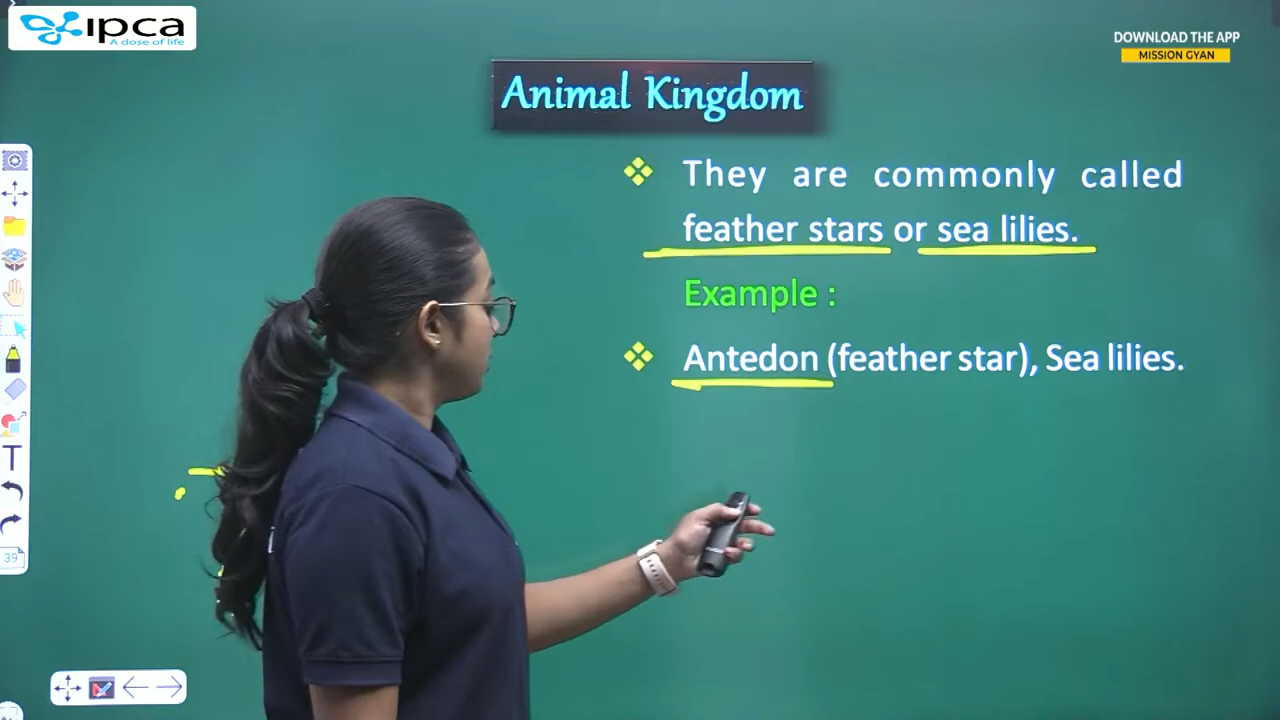 ipca
A dose of life
DOWNLOAD THE APP
MISSION GYAN
Animal Kingdom
They are commonly called
feather stars or sea lilies.
Example :
Antedon (feather star), Sea lilies.
T
39